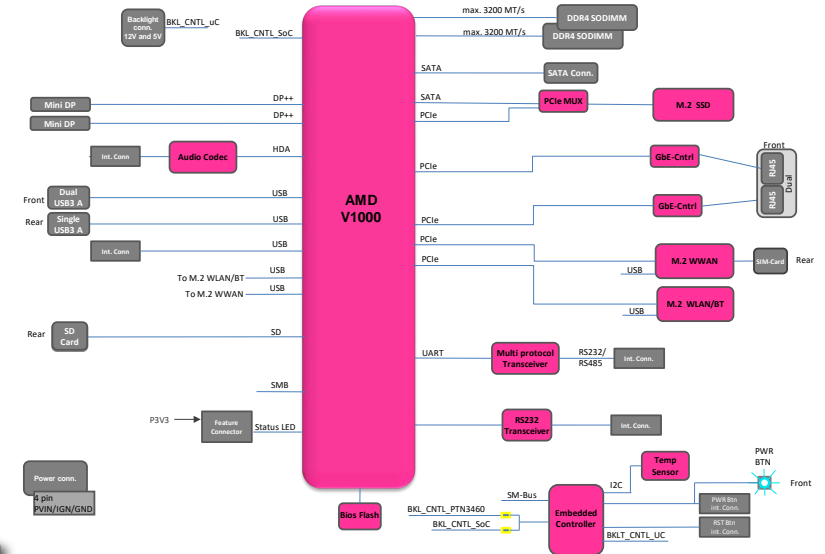 Backlight
conn.
12V and 5V
BKL_CNTL_uC
BKL_CNTL_SoC
max. 3200 MT/s
DDR4 SODIMM
max. 3200 MT/s
DDR4 SODIMM
SATA
SATA Conn.
Mini DP
DP++
Mini DP
DP++
SATA
PCIe
PCIe MUX
M.2 SSD
Int. Conn
Audio Codec
HDA
PCIe
GbE-Cntrl
Front
RJ45
Dual
RJ45
AMD
V1000
Front
Dual
USB3 A
USB
Rear
Single
USB3 A
USB
PCIe
GbE-Cntrl
Int. Conn
USB
PCIe
M.2 WWAN
USB
SIM-Card
Rear
To M.2 WLAN/BT
USB
To M.2 WWAN
USB
PCIe
M.2 WLAN/BT
USB
Rear
SD
Card
SD
UART
Multi protocol
Transceiver
RS232/
RS485
Int. Conn.
SMB
P3V3
Feature
Connector
Status LED
RS232
Transceiver
Int. Conn.
Power conn.
4 pin
PVIN/IGN/GND
Bios Flash
Temp
Sensor
I2C
PWR
BTN
Front
SM-Bus
BKL_CNTL_PTN3460
BKL_CNTL_SoC
Embedded
Controller
PWR Btn
int. Conn.
RST Btn
int. Conn.
BKLT_CNTL_UC